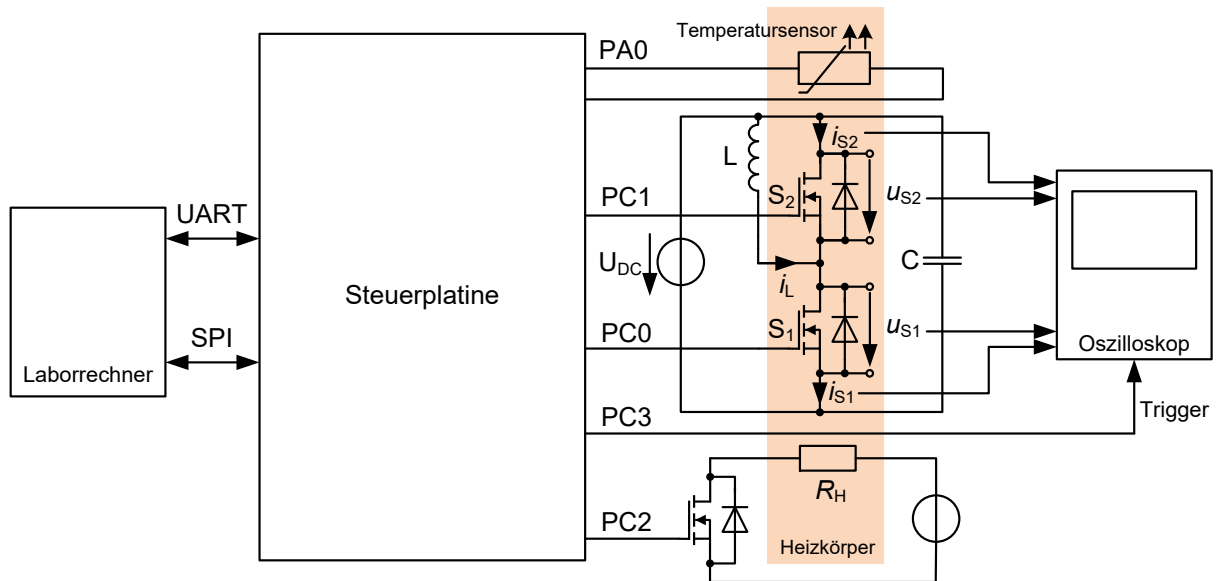 Temperatursensor
PA0
iS2
L
S2
uS2
PC1
UART
UDC
C
Steuerplatine
iL
S1
uS1
SPI
PC0
Oszilloskop
Laborrechner
iS1
PC3
Trigger
RH
PC2
Heizkörper